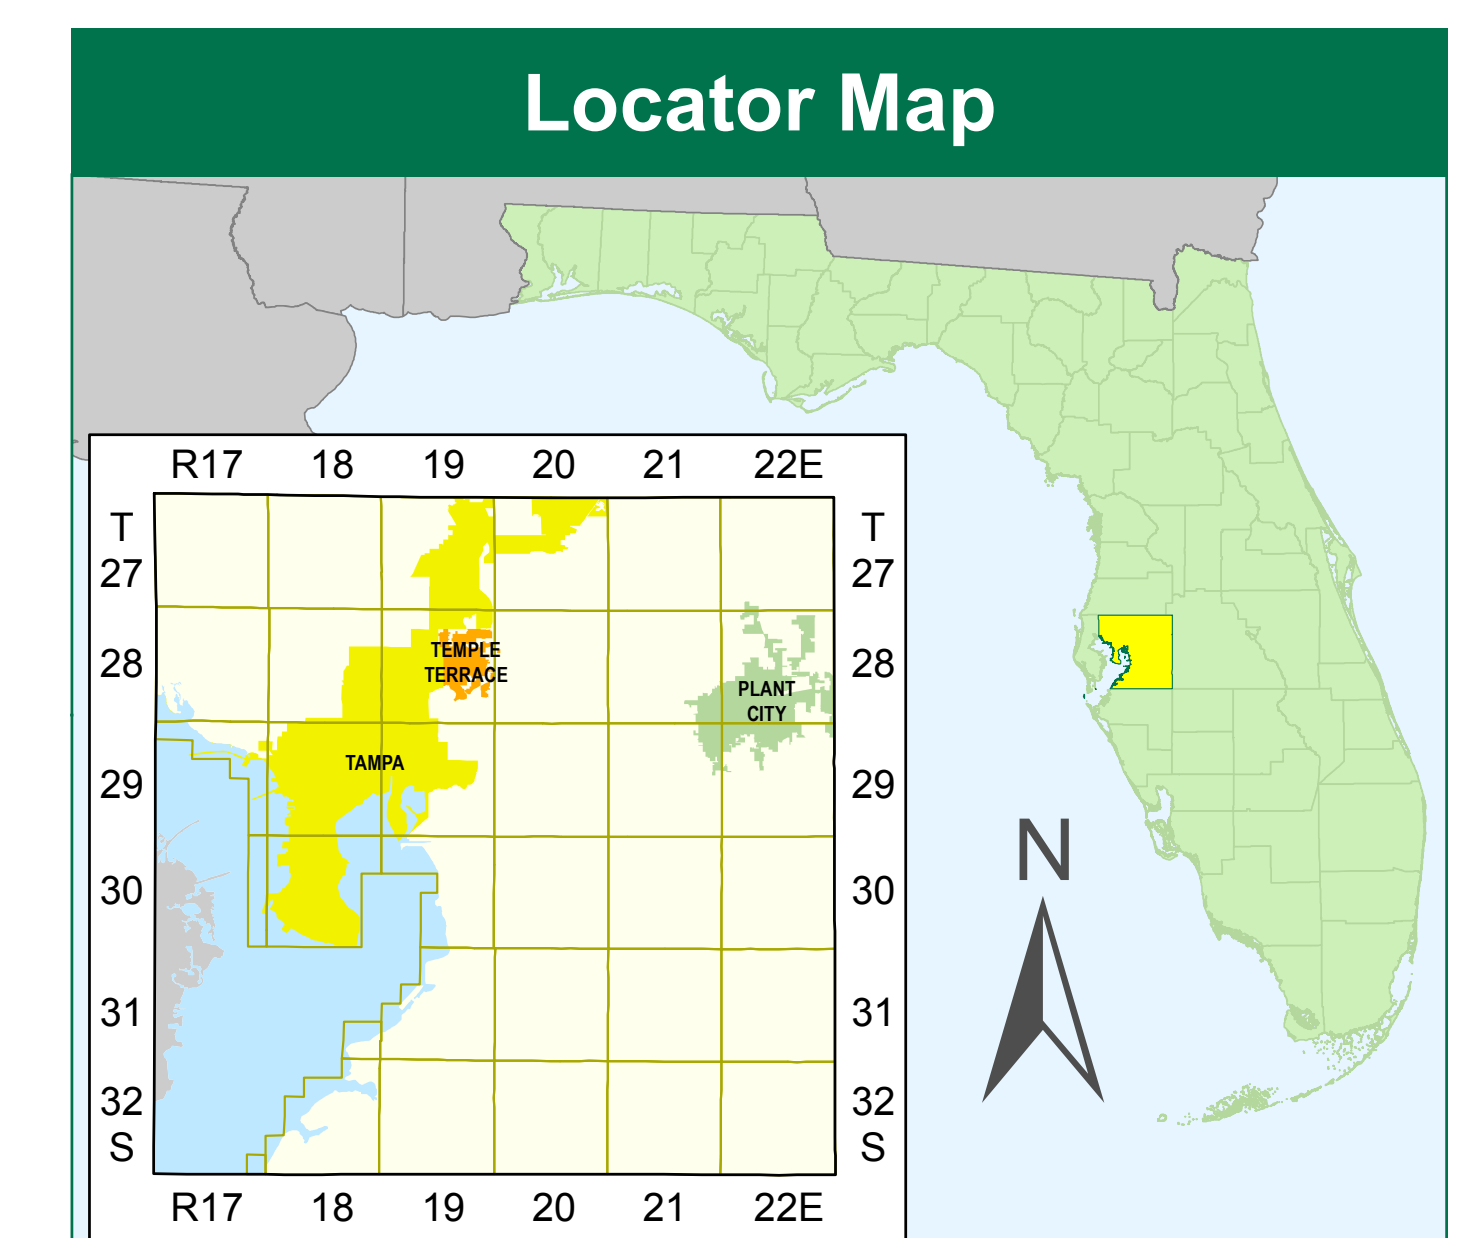 Locator Map
R17 18 19 20 21 22E
T T
27 27
TEMPLE
TERRACE
28 28
PLANT
CITY
TAMPA
29 29
N
30 30
31 31
32 32
S S
R17 18 19 20 21 22E